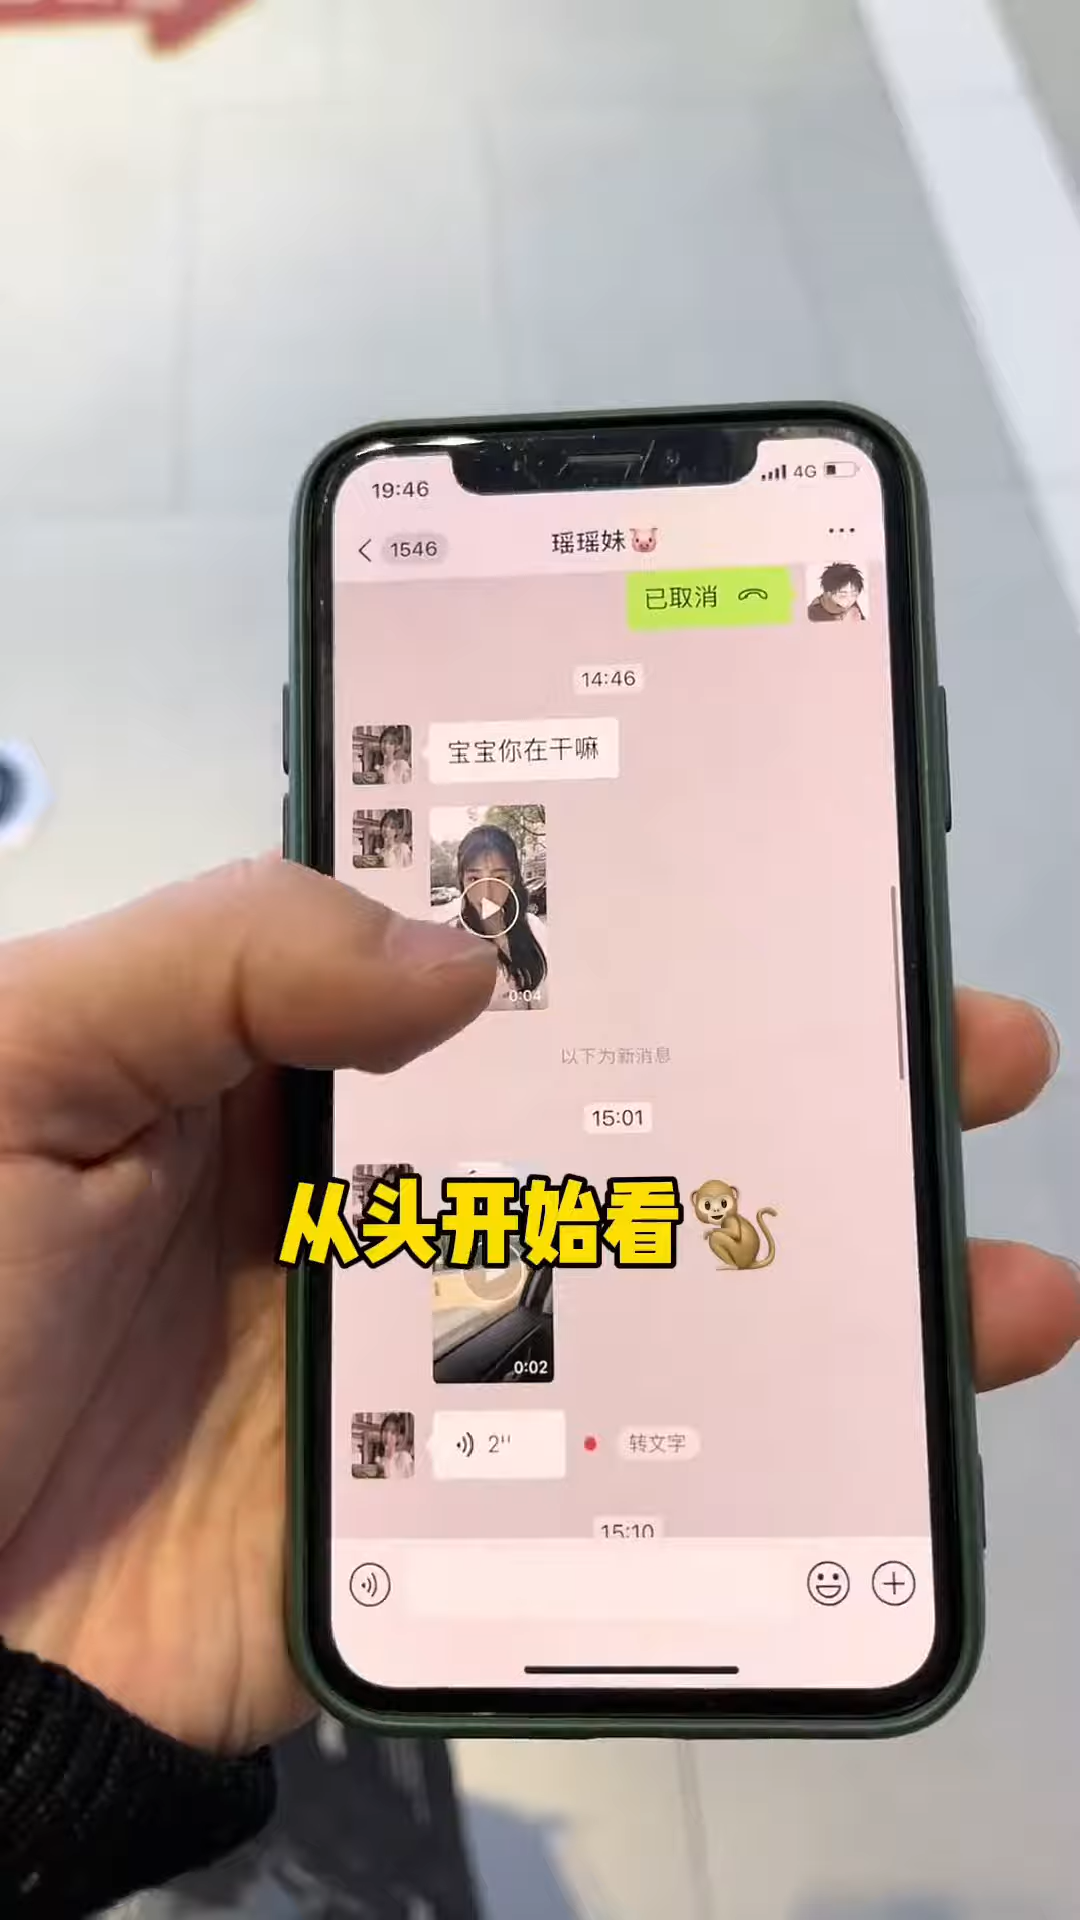 19:46
4G
1546
瑶瑶妹🐷
已取消
14:46
宝宝你在干嘛
0:04
以下为新消息
15:01
从头开始看🐒
0:02
2"
转文字
15:10